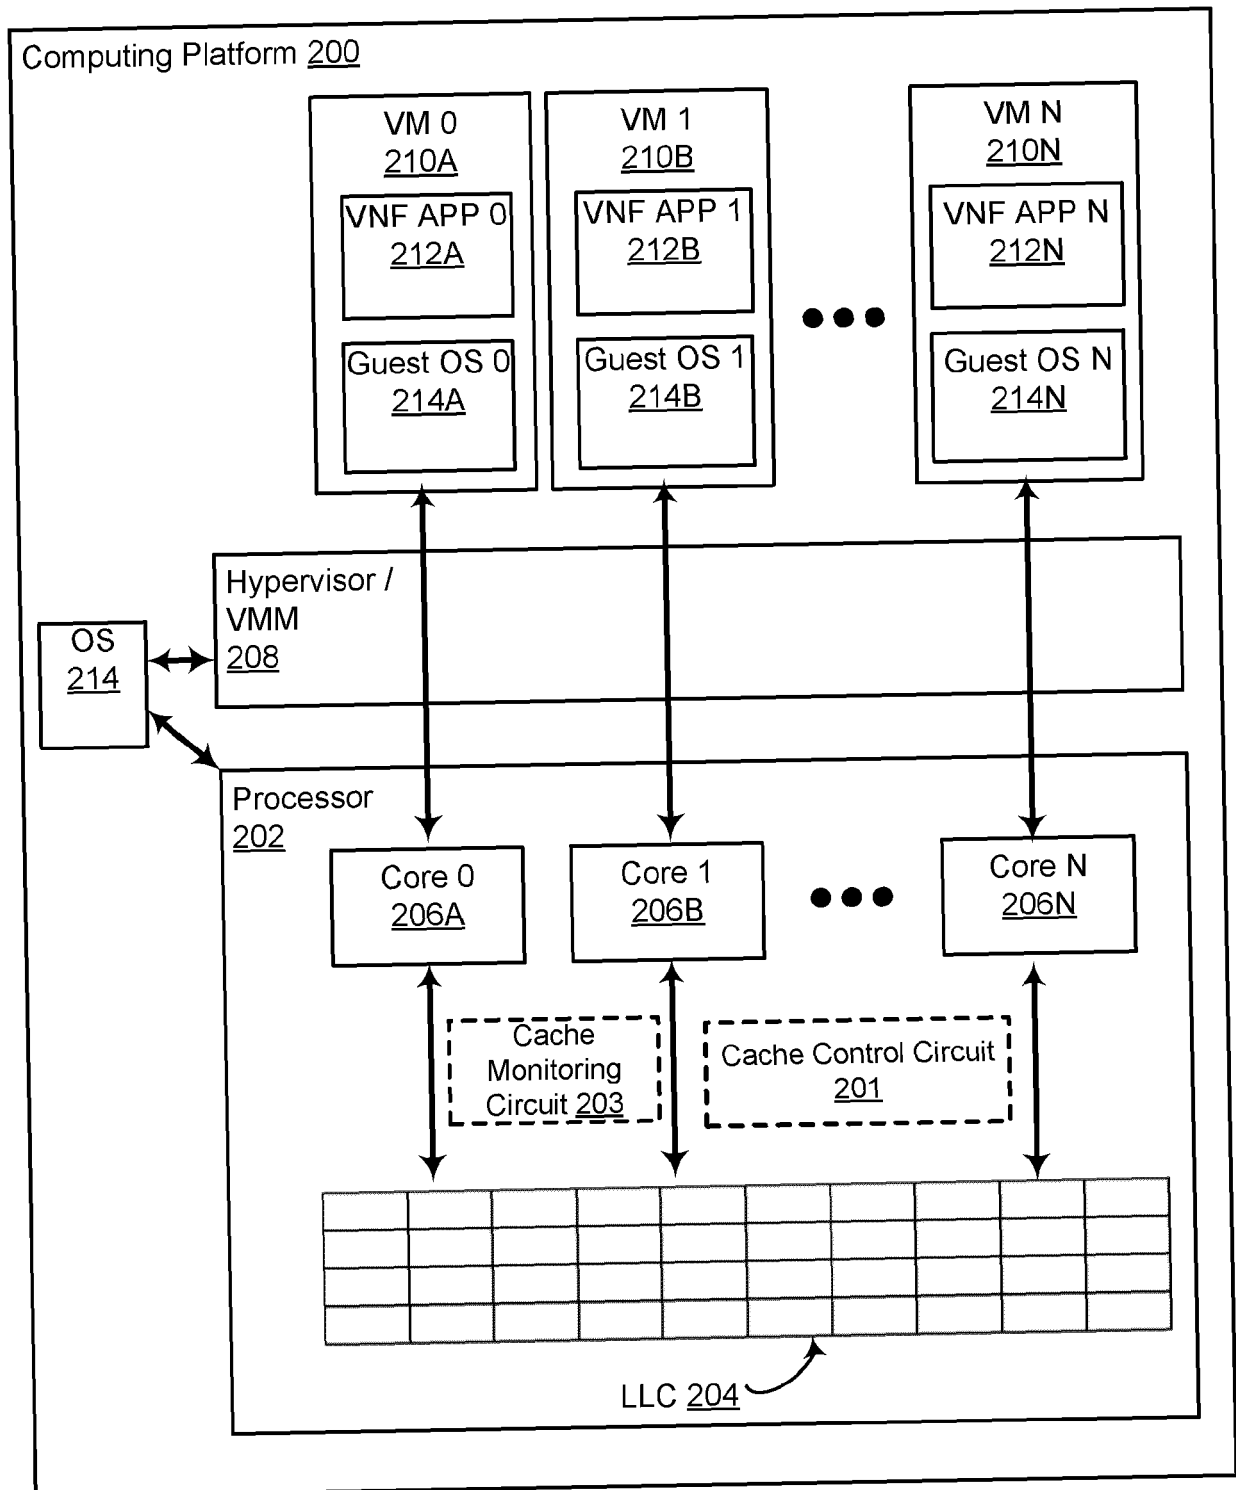 Computing Platform 200
VM 0
210A
VNF APP 0
212A
Guest OS 0
214A
VM 1
210B
VNF APP 1
212B
Guest OS 1
214B
VM N
210N
VNF APP N
212N
Guest OS N
214N
Hypervisor /
VMM
208
OS
214
Processor
202
Core 0
206A
Core 1
206B
Core N
206N
Cache
Monitoring
Circuit 203
Cache Control Circuit
201
LLC 204